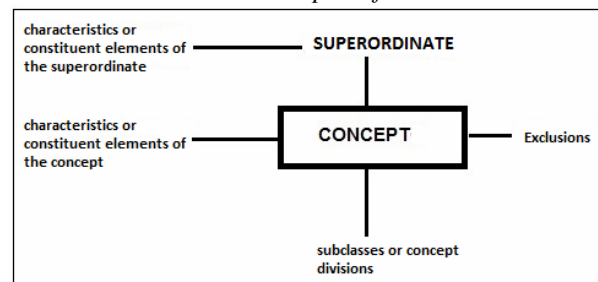 characteristics or
constituent elements of
the superordinate
SUPERORDINATE
characteristics or
constituent elements of
the concept
CONCEPT
Exclusions
subclasses or concept
divisions